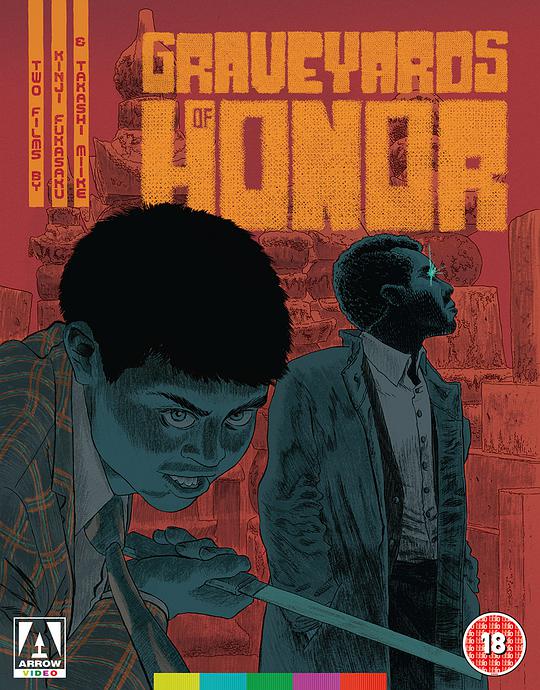 TWO FILMS BY
KINJI FUKASAKU
& TAKASHI MIIKE
GRAVEYARDS
OF
HONOR
ARROW
VIDEO
18